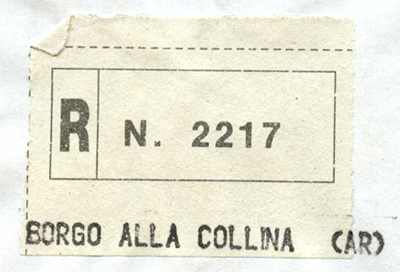 R N. 2217
BORGO ALLA COLLINA (AR)